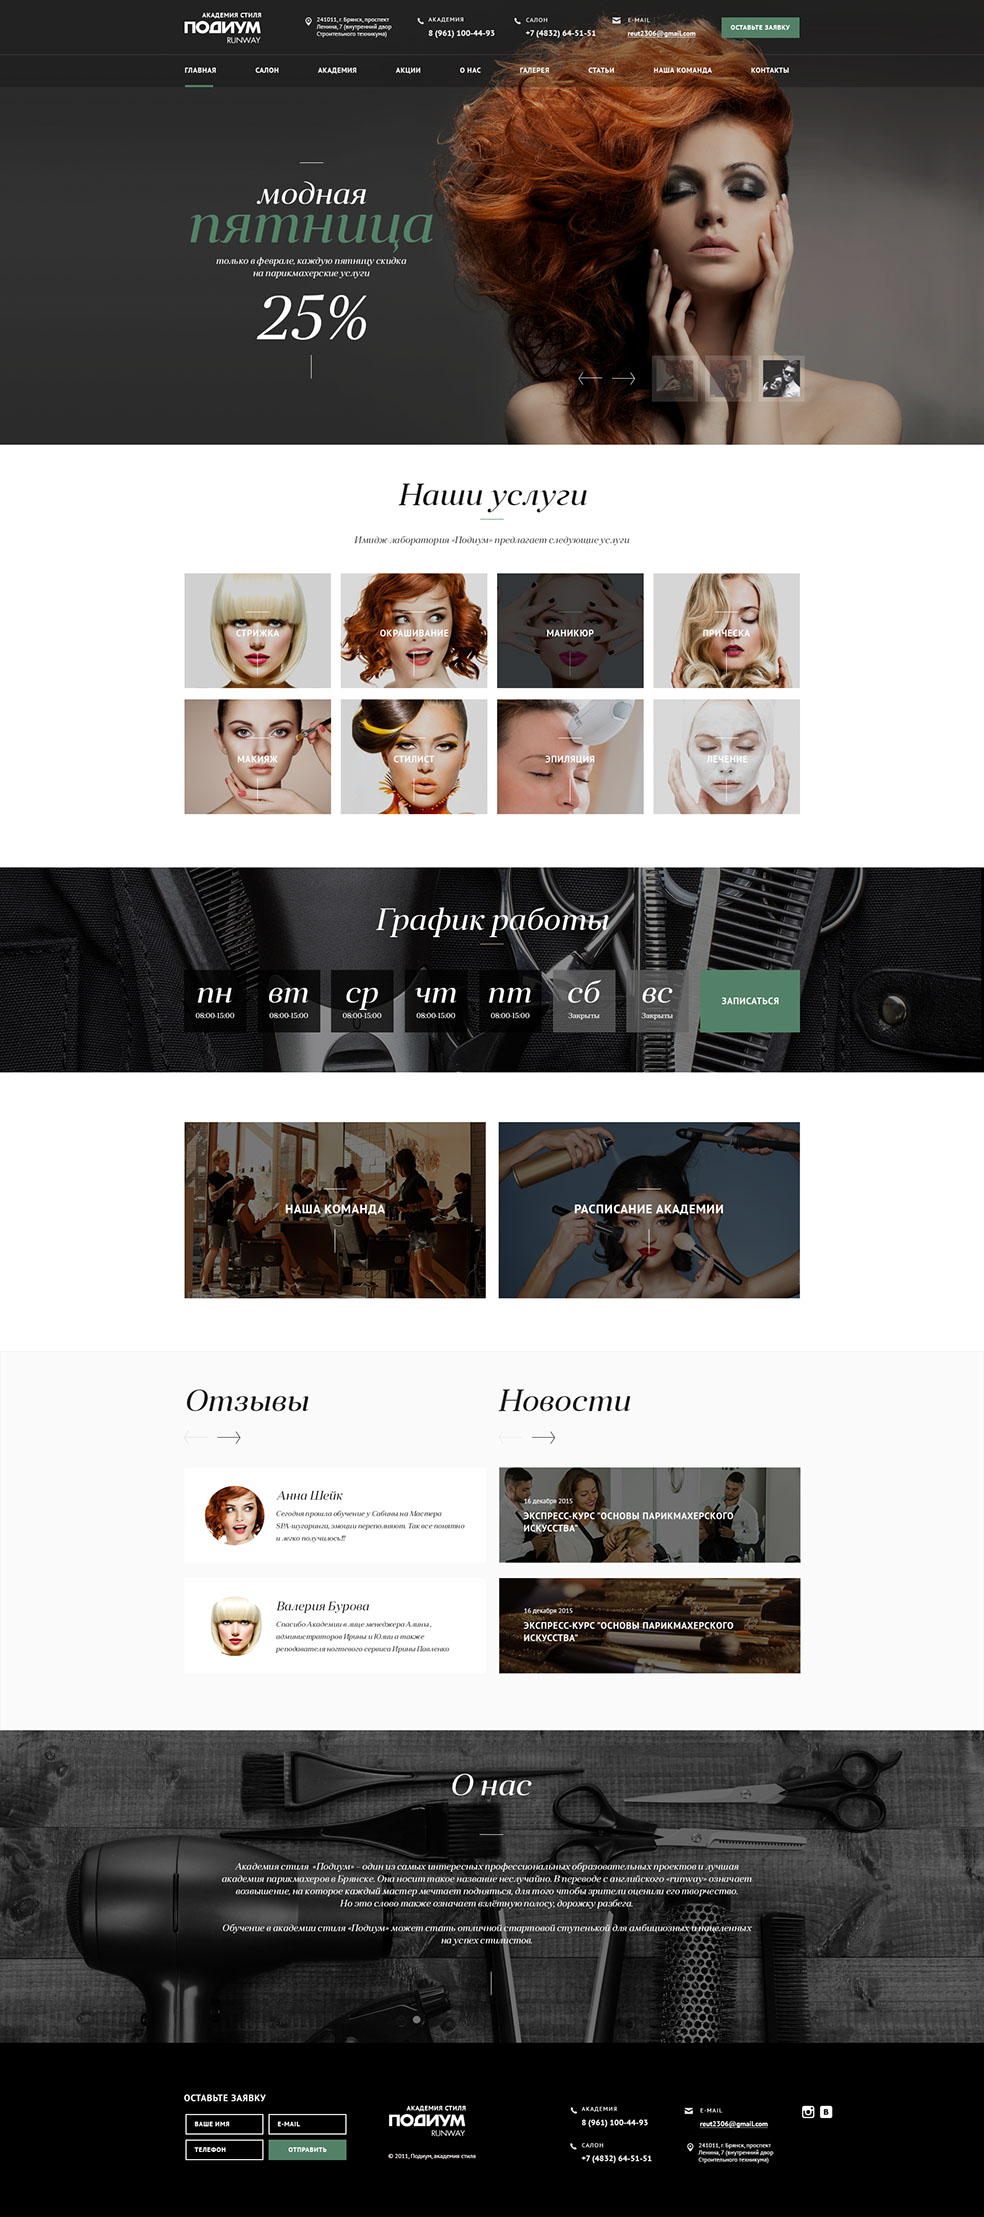 АКАДЕМИЯ СТИЛЯ
ПОДИУМ
RUNWAY
241011, г. Брянск, проспект
Ленина, 7 (внутренний двор
Строительного техникума)
АКАДЕМИЯ
8 (961) 100-44-93
САЛОН
+7 (4832) 64-51-51
E-MAIL
reut2306@gmail.com
ОСТАВЬТЕ ЗАЯВКУ
ГЛАВНАЯ САЛОН АКАДЕМИЯ АКЦИИ О НАС ГАЛЕРЕЯ СТАТЬИ НАША КОМАНДА КОНТАКТЫ
модная
пятница
только в феврале, каждую пятницу скидка
на парикмахерские услуги
25%
Наши услуги
Имидж лаборатория «Подиум» предлагает следующие услуги
СТРИЖКА
ОКРАШИВАНИЕ
МАНИКЮР
ПРИЧЕСКА
МАКИЯЖ
СТИЛИСТ
ЭПИЛЯЦИЯ
ЛЕЧЕНИЕ
График работы
пн вт ср чт пт сб вс
08:00-15:00 08:00-15:00 08:00-15:00 08:00-15:00 08:00-15:00 Закрыты Закрыты
ЗАПИСАТЬСЯ
НАША КОМАНДА
РАСПИСАНИЕ АКАДЕМИИ
Отзывы
Анна Шейк
Сегодня прошла обучение у Сабины на Мастера
SPA-шугаринга, эмоции переполняют. Так все понятно
и легко получилось!!!
Валерия Бурова
Спасибо Академии в лице менеджера Алины,
администраторов Ирины и Юлии а также
реподавателя ногтевого сервиса Ирины Павленко
Новости
16 декабря 2015
ЭКСПРЕСС-КУРС "ОСНОВЫ ПАРИКМАХЕРСКОГО
ИСКУССТВА"
16 декабря 2015
ЭКСПРЕСС-КУРС "ОСНОВЫ ПАРИКМАХЕРСКОГО
ИСКУССТВА"
О нас
Академия стиля «Подиум» – один из самых интересных профессиональных образовательных проектов и лучшая
академия парикмахеров в Брянске. Она носит такое название неслучайно. В переводе с английского «runway» означает
возвышение, на которое каждый мастер мечтает подняться, для того чтобы зрители оценили его творчество.
Но это слово также означает взлётную полосу, дорожку разбега.
Обучение в академии стиля «Подиум» может стать отличной стартовой ступенькой для амбициозных и нацеленных
на успех стилистов.
ОСТАВЬТЕ ЗАЯВКУ
ВАШЕ ИМЯ
E-MAIL
ТЕЛЕФОН
ОТПРАВИТЬ
АКАДЕМИЯ СТИЛЯ
ПОДИУМ
RUNWAY
© 2011, Подиум, академия стиля
АКАДЕМИЯ
8 (961) 100-44-93
САЛОН
+7 (4832) 64-51-51
E-MAIL
reut2306@gmail.com
241011, г. Брянск, проспект
Ленина, 7 (внутренний двор
Строительного техникума)